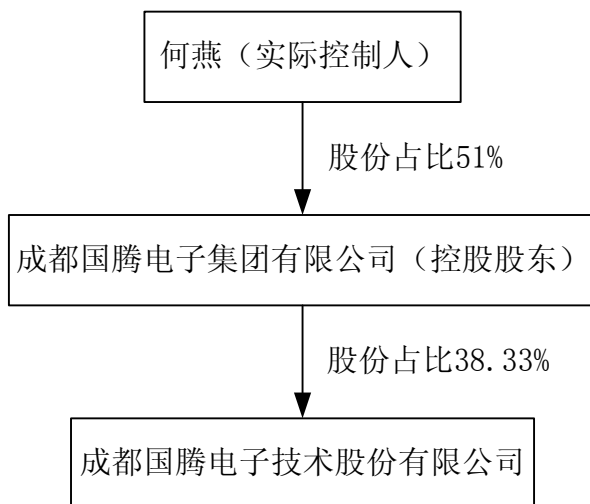 何燕（实际控制人）
股份占比51%
成都国腾电子集团有限公司（控股股东）
股份占比38.33%
成都国腾电子技术股份有限公司